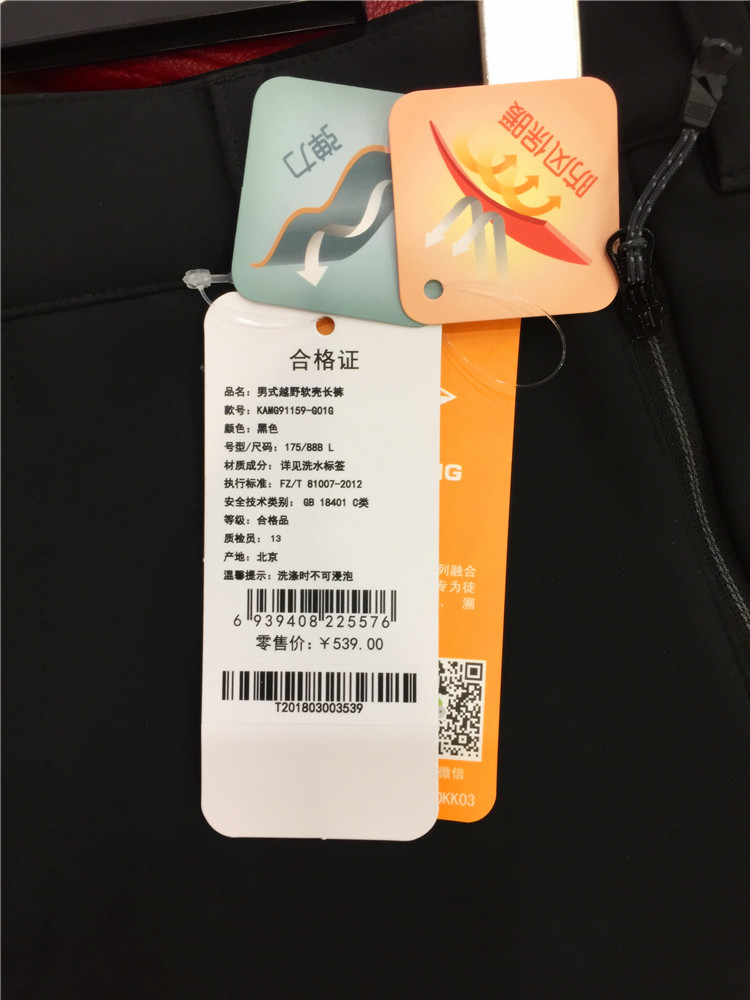 弹力
防风保暖
合格证
品名: 男式越野软壳长裤
款号: KAMG91159-G01G
颜色: 黑色
号型/尺码: 175/88B L
材质成分: 详见洗水标签
执行标准: FZ/T 81007-2012
安全技术类别: GB 18401 C类
等级: 合格品
质检员: 13
产地: 北京
温馨提示: 洗涤时不可浸泡
6 939408 225576
零售价: ¥539.00
T201803003539
NG
列融合
专为徒
、 溯
微信
KK03